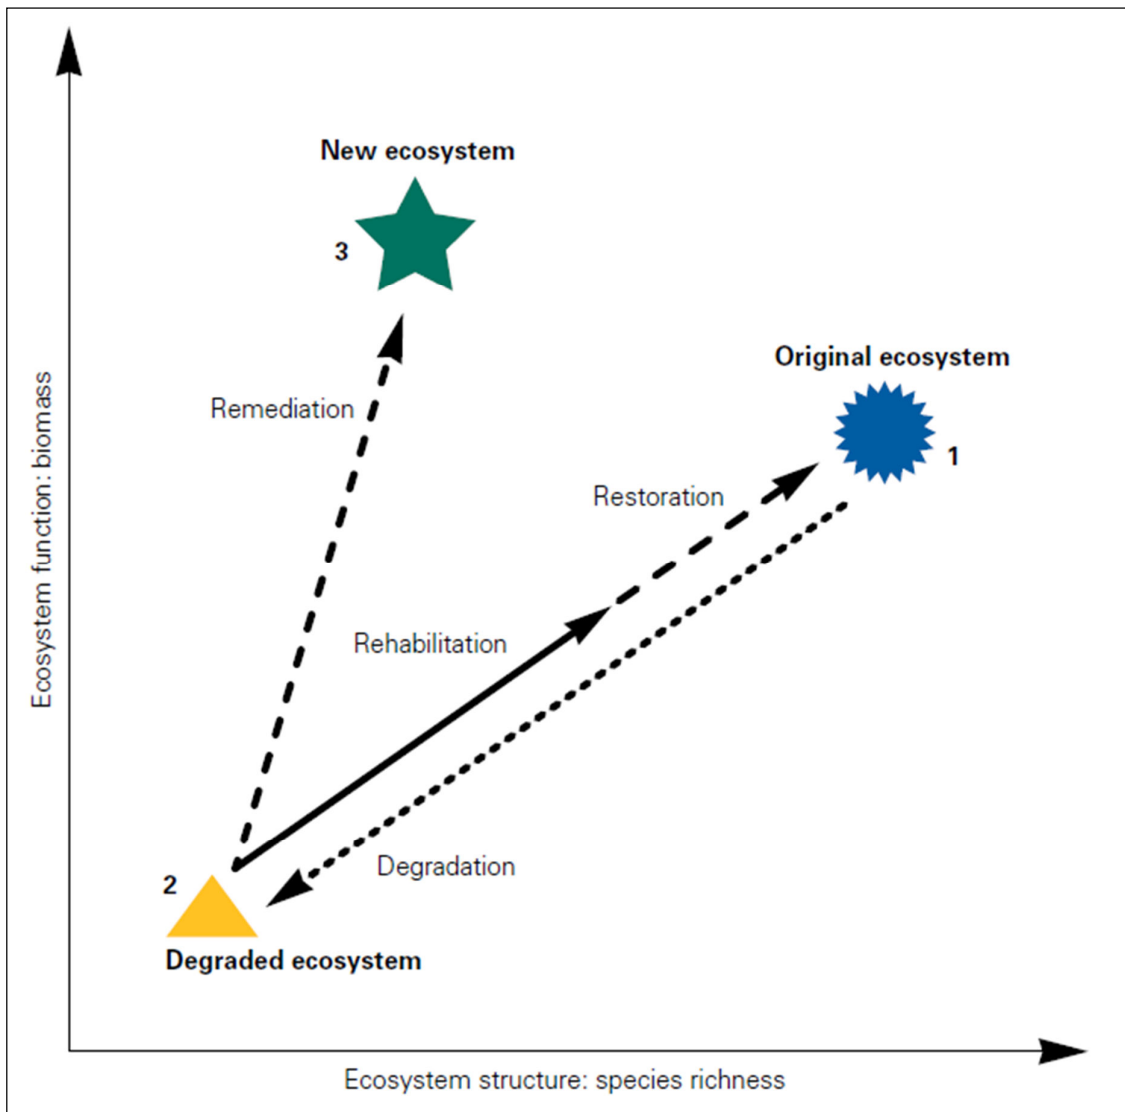 New ecosystem
3
Original ecosystem
1
Remediation
Restoration
Rehabilitation
Degradation
2
Degraded ecosystem
Ecosystem function: biomass
Ecosystem structure: species richness